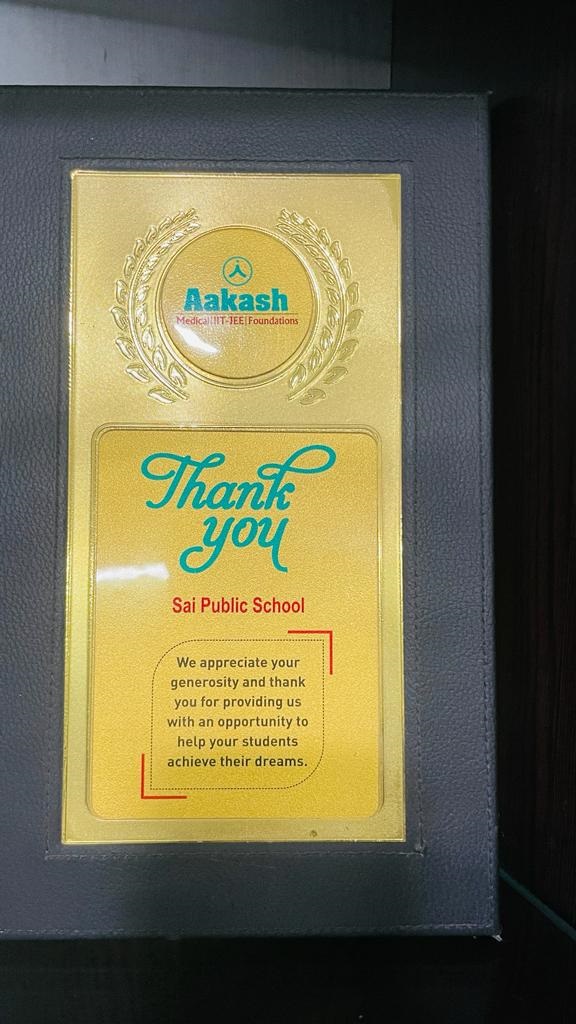 Aakash
Medical|IIT-JEE|Foundations
Thank
you
Sai Public School
We appreciate your
generosity and thank
you for providing us
with an opportunity to
help your students
achieve their dreams.